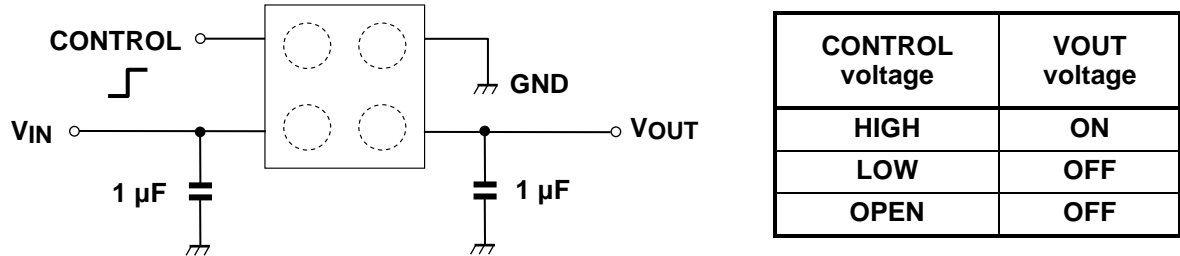 CONTROL
GND
VIN
VOUT
1 µF
1 µF
CONTROL voltage VOUT voltage
HIGH ON
LOW OFF
OPEN OFF